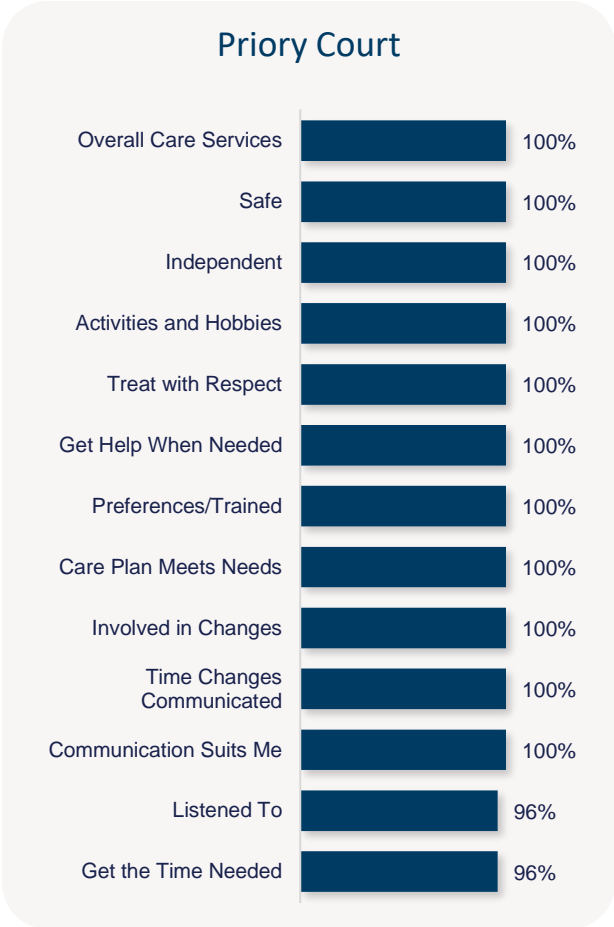 Priory Court
Overall Care Services 100%
Safe 100%
Independent 100%
Activities and Hobbies 100%
Treat with Respect 100%
Get Help When Needed 100%
Preferences/Trained 100%
Care Plan Meets Needs 100%
Involved in Changes 100%
Time Changes
Communicated 100%
Communication Suits Me 100%
Listened To 96%
Get the Time Needed 96%